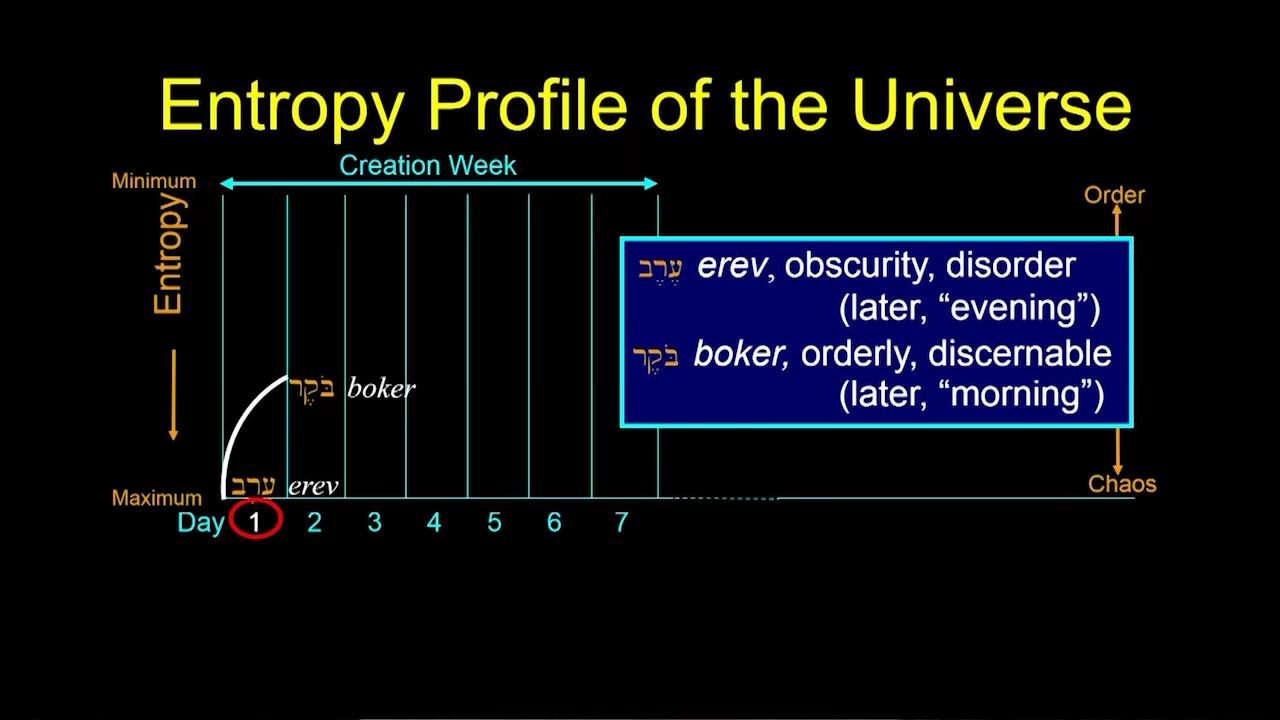 Entropy Profile of the Universe
Creation Week
Minimum
Order
Entropy
עֶרֶב erev, obscurity, disorder
(later, “evening”)
בֹּקֶר boker, orderly, discernable
(later, “morning”)
בֹּקֶר boker
עֶרֶב erev
Maximum
Chaos
Day 1 2 3 4 5 6 7